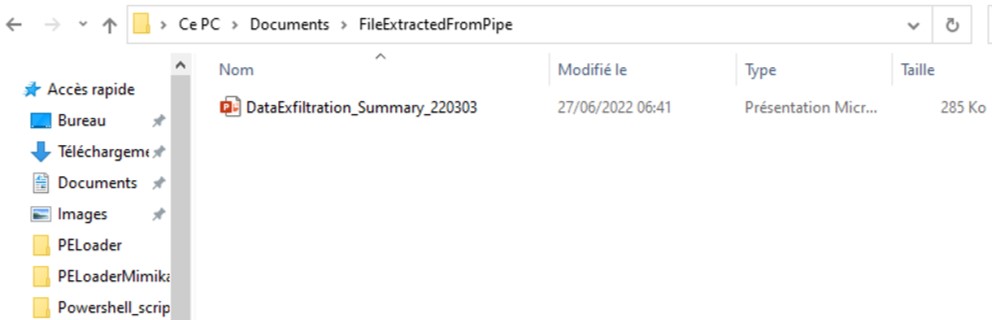 Ce PC > Documents > FileExtractedFromPipe
Nom Modifié le Type Taille
Accès rapide
DataExfiltration_Summary_220303 27/06/2022 06:41 Présentation Micr... 285 Ko
Bureau
Téléchargeme
Documents
Images
PELoader
PELoaderMimika
Powershell_scrip